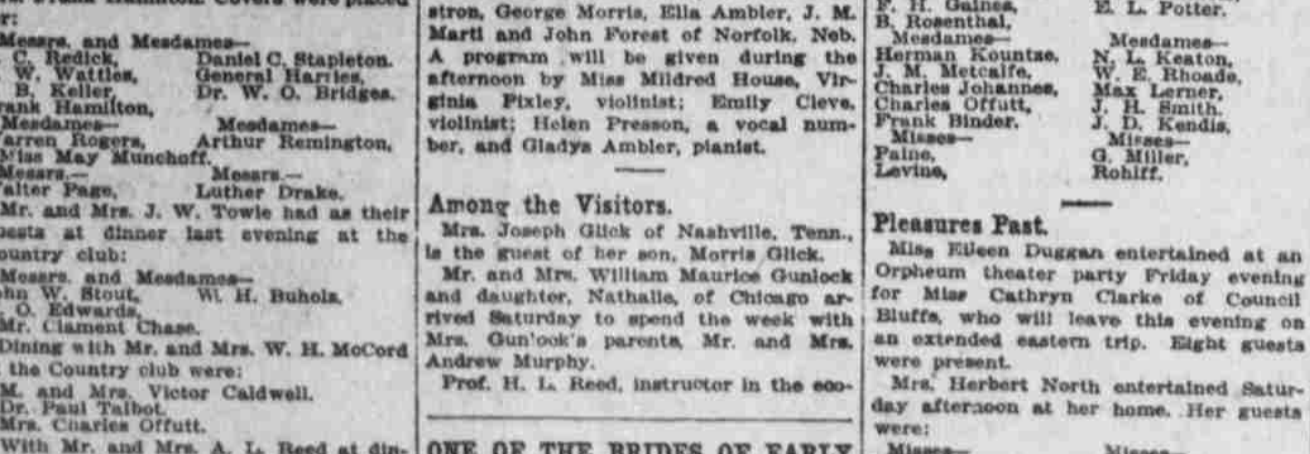 Messrs. and Mesdames—
C. Redick, Daniel C. Stapleton.
W. Wattles, General Harries,
B. Keller, Dr. W. O. Bridges.
rank Hamilton,
Mesdames— Mesdames—
arren Rogers, Arthur Remington,
Miss May Munchoff.
Messrs.— Messrs.—
alter Page, Luther Drake.
Mr. and Mrs. J. W. Towle had as their
uests at dinner last evening at the
ountry club:
Messrs. and Mesdames—
hn W. Stout, W. H. Buhols,
O. Edwards,
Mr. Clament Chase.
Dining with Mr. and Mrs. W. H. McCord
the Country club were:
M. and Mrs. Victor Caldwell.
Dr. Paul Talbot.
Mrs. Charles Offutt.
With Mr. and Mrs. A. L. Reed at din-
stron, George Morris, Ella Ambler, J. M.
Marti and John Forest of Norfolk, Neb.
A program will be given during the
afternoon by Miss Mildred House, Vir-
ginia Pixley, violinist; Emily Cleve,
violinist; Helen Presson, a vocal num-
ber, and Gladys Ambler, pianist.
Among the Visitors.
Mrs. Joseph Glick of Nashville, Tenn.,
is the guest of her son, Morris Glick.
Mr. and Mrs. William Maurice Gunlock
and daughter, Nathalie, of Chicago ar-
rived Saturday to spend the week with
Mrs. Gun'ock's parents, Mr. and Mrs.
Andrew Murphy.
Prof. H. L. Reed, instructor in the eco-
ONE OF THE BRIDES OF EARLY
F. H. Gaines, E. L. Potter,
B. Rosenthal,
Mesdames— Mesdames—
Herman Kountze, N. L. Keaton,
J. M. Metcalfe, W. E. Rhoade,
Charles Johannes, Max Lerner,
Charles Offutt, J. H. Smith,
Frank Binder. J. D. Kendis,
Misses— Misses—
Paine, G. Miller,
Levine, Rohlff.
Pleasures Past.
Miss Eileen Duggan entertained at an
Orpheum theater party Friday evening
for Miss Cathryn Clarke of Council
Bluffs, who will leave this evening on
an extended eastern trip. Eight guests
were present.
Mrs. Herbert North entertained Satur-
day afternoon at her home. Her guests
were:
Misses— Misses—